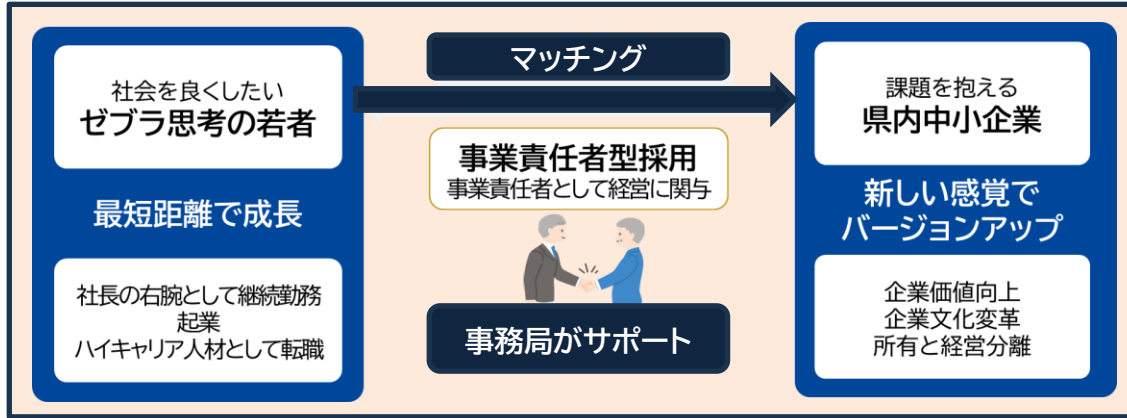 社会を良くしたい
ゼブラ思考の若者
最短距離で成長
社長の右腕として継続勤務
起業
ハイキャリア人材として転職
マッチング
事業責任者型採用
事業責任者として経営に関与
事務局がサポート
課題を抱える
県内中小企業
新しい感覚で
バージョンアップ
企業価値向上
企業文化変革
所有と経営分離